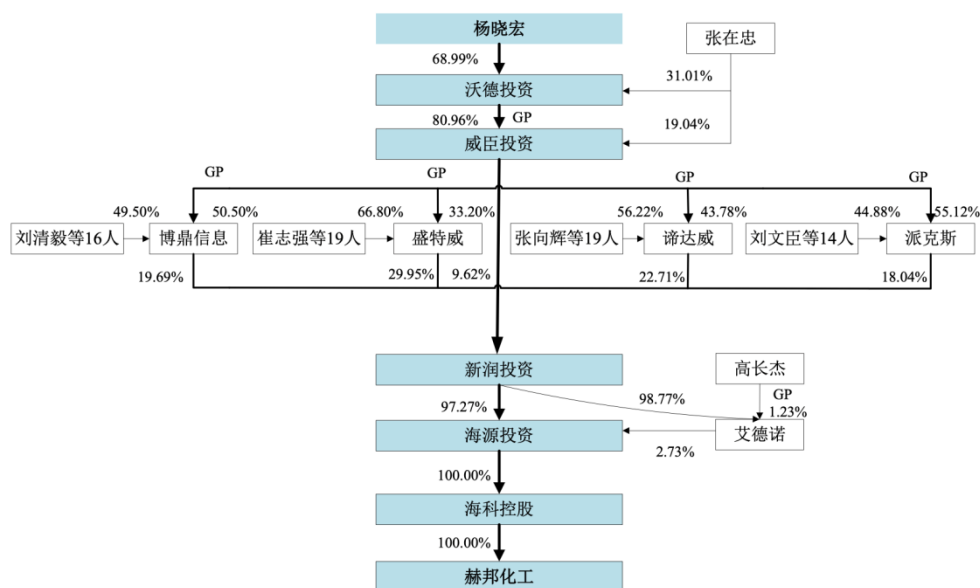 杨晓宏
张在忠
68.99%
31.01%
沃德投资
80.96%
GP
19.04%
威臣投资
GP
GP
GP
GP
49.50%
50.50%
66.80%
33.20%
56.22%
43.78%
44.88%
55.12%
刘清毅等16人
博鼎信息
崔志强等19人
盛特威
张向辉等19人
谛达威
刘文臣等14人
派克斯
19.69%
29.95%
9.62%
22.71%
18.04%
新润投资
高长杰
GP
97.27%
98.77%
1.23%
海源投资
艾德诺
2.73%
100.00%
海科控股
100.00%
赫邦化工